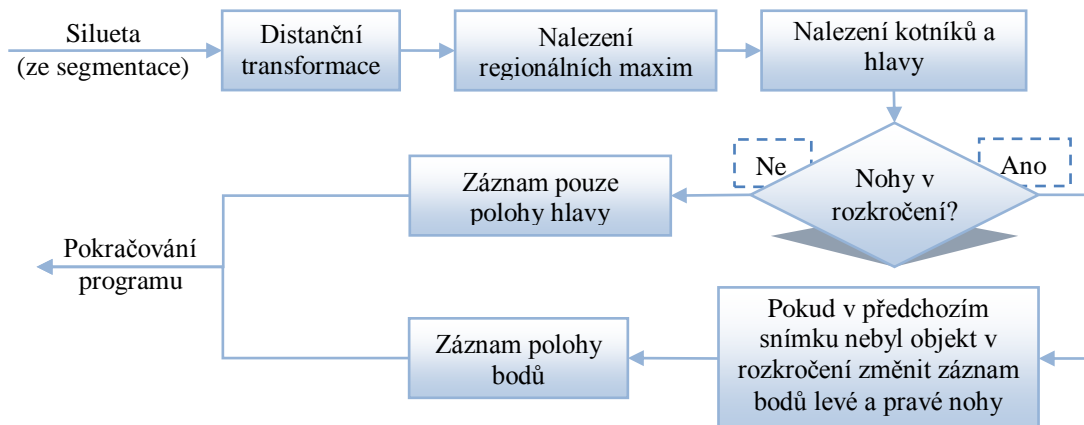 Silueta
(ze segmentace)
Distanční
transformace
Nalezení
regionálních maxim
Nalezení kotníků a
hlavy
Ne
Ano
Nohy v
rozkročení?
Záznam pouze
polohy hlavy
Pokračování
programu
Pokud v předchozím
snímku nebyl objekt v
rozkročení změnit záznam
bodů levé a pravé nohy
Záznam polohy
bodů